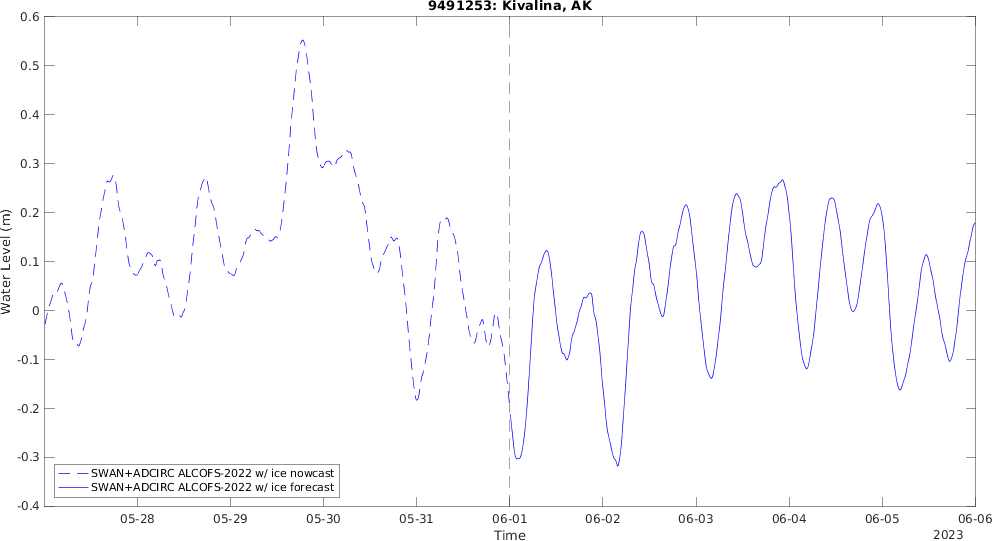 9491253: Kivalina, AK
0.6
0.5
0.4
0.3
0.2
0.1
0
-0.1
-0.2
-0.3
-0.4
Water Level (m)
SWAN+ADCIRC ALCOFS-2022 w/ ice nowcast
SWAN+ADCIRC ALCOFS-2022 w/ ice forecast
05-28 05-29 05-30 05-31 06-01 06-02 06-03 06-04 06-05 06-06
Time
2023